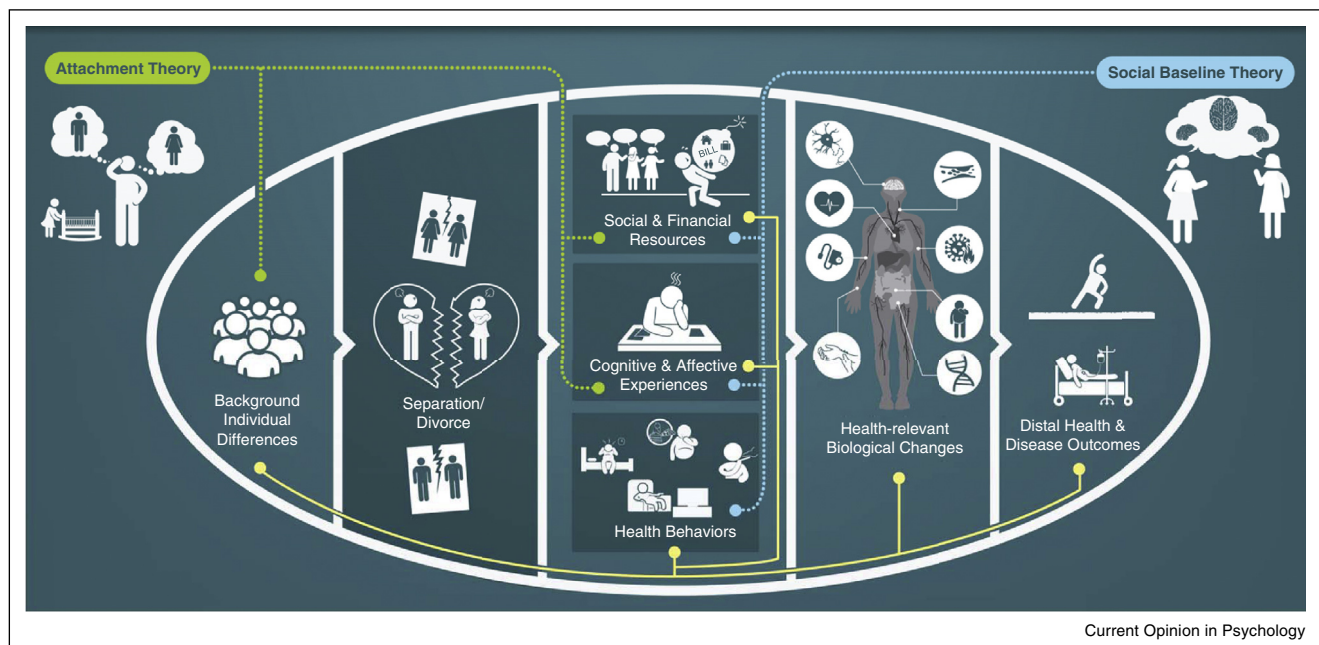 Attachment Theory
Social Baseline Theory
BILL
Social & Financial
Resources
Cognitive & Affective
Experiences
Background
Individual
Differences
Separation/
Divorce
Health Behaviors
Health-relevant
Biological Changes
Distal Health &
Disease Outcomes
Current Opinion in Psychology